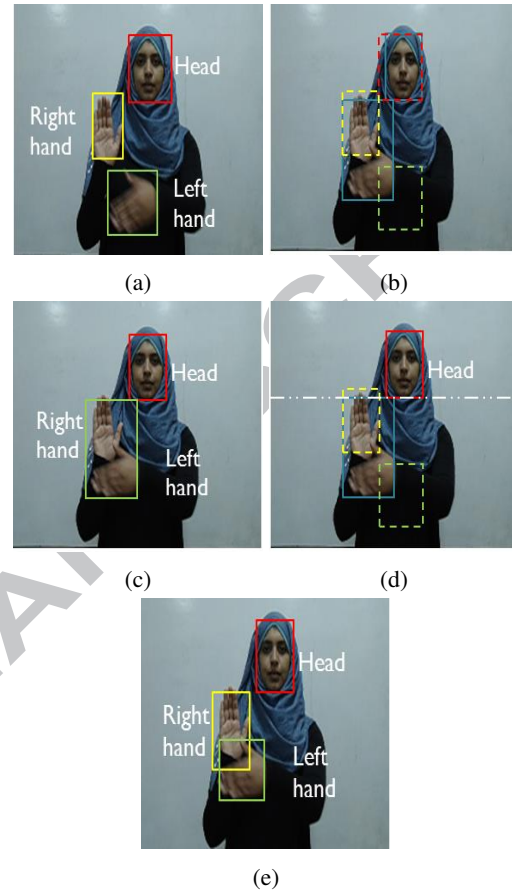 Head
Right
hand
Left
hand
(a)
(b)
Head
Right
hand
Left
hand
(c)
Head
(d)
Head
Right
hand
Left
hand
(e)